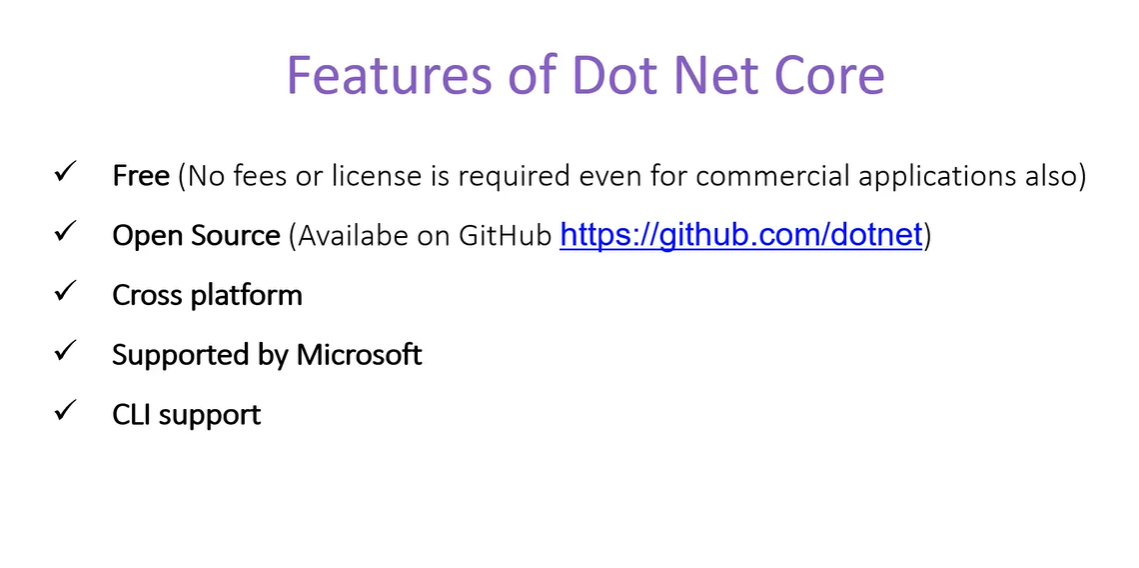 Features of Dot Net Core
✓ Free (No fees or license is required even for commercial applications also)
✓ Open Source (Availabe on GitHub https://github.com/dotnet)
✓ Cross platform
✓ Supported by Microsoft
✓ CLI support